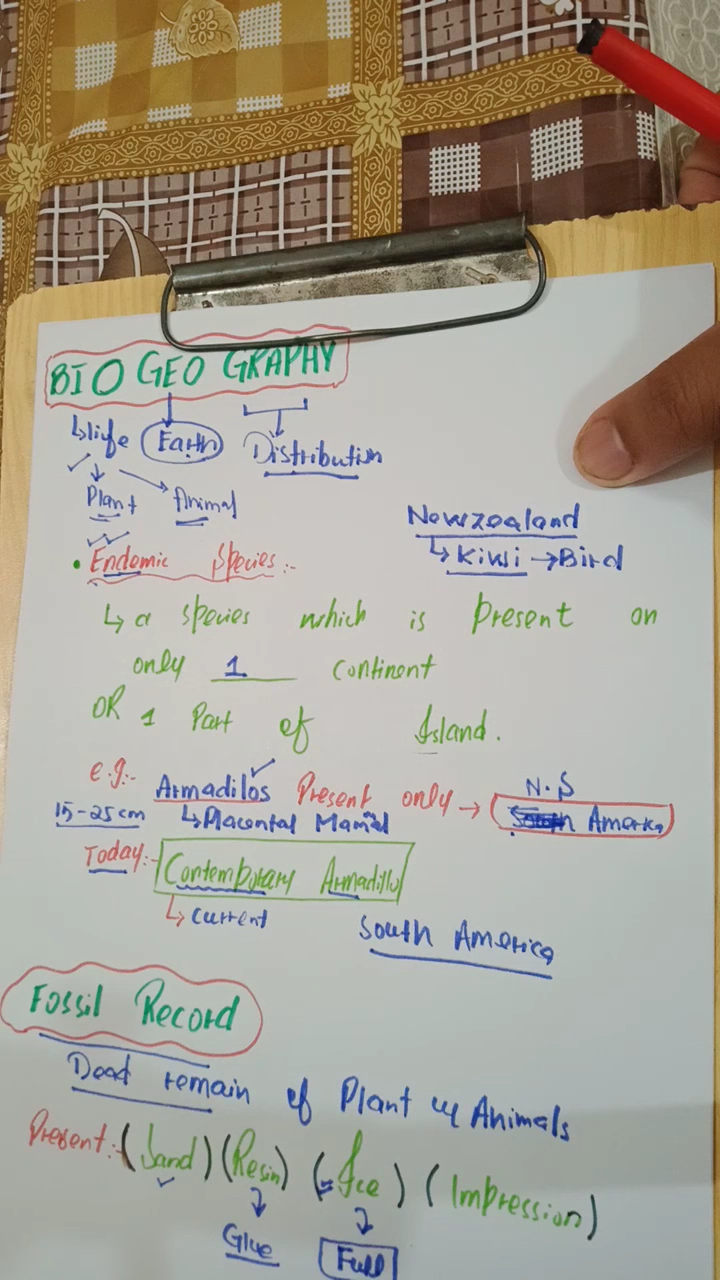 BIO GEO GRAPHY
↳life Earth Distribution
Plant Animal
Newzealand
↳ Kiwi → Bird
• Endemic Species:-
↳ a species which is Present on
only 1 continent
OR 1 Part of Island.
e.g:- Armadilos Present only → N.S
15-25cm ↳ Placental Mamal South America
Today:- Contemporary Armadillo
↳ Current South America
Fossil Record
Dead remain of Plant & Animals
Present:- (Sand) (Resin) (Ice) (Impression)
Glue Full